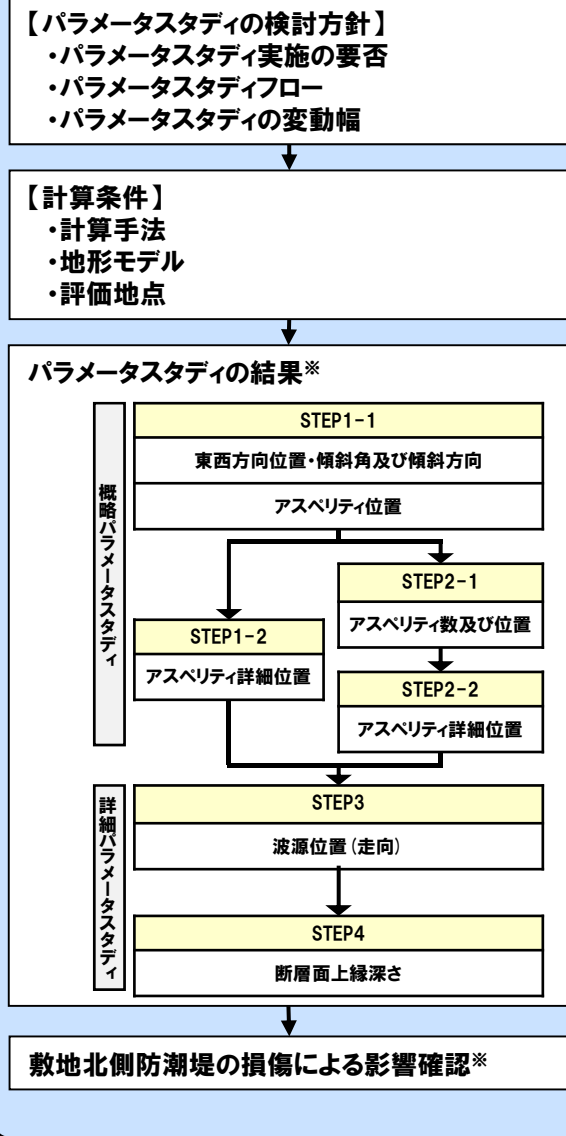 【パラメータスタディの検討方針】
・パラメータスタディ実施の要否
・パラメータスタディフロー
・パラメータスタディの変動幅
【計算条件】
・計算手法
・地形モデル
・評価地点
パラメータスタディの結果※
概略パラメータスタディ
STEP1-1
東西方向位置・傾斜角及び傾斜方向
アスペリティ位置
STEP1-2
アスペリティ詳細位置
STEP2-1
アスペリティ数及び位置
STEP2-2
アスペリティ詳細位置
詳細パラメータスタディ
STEP3
波源位置(走向)
STEP4
断層面上縁深さ
敷地北側防潮堤の損傷による影響確認※